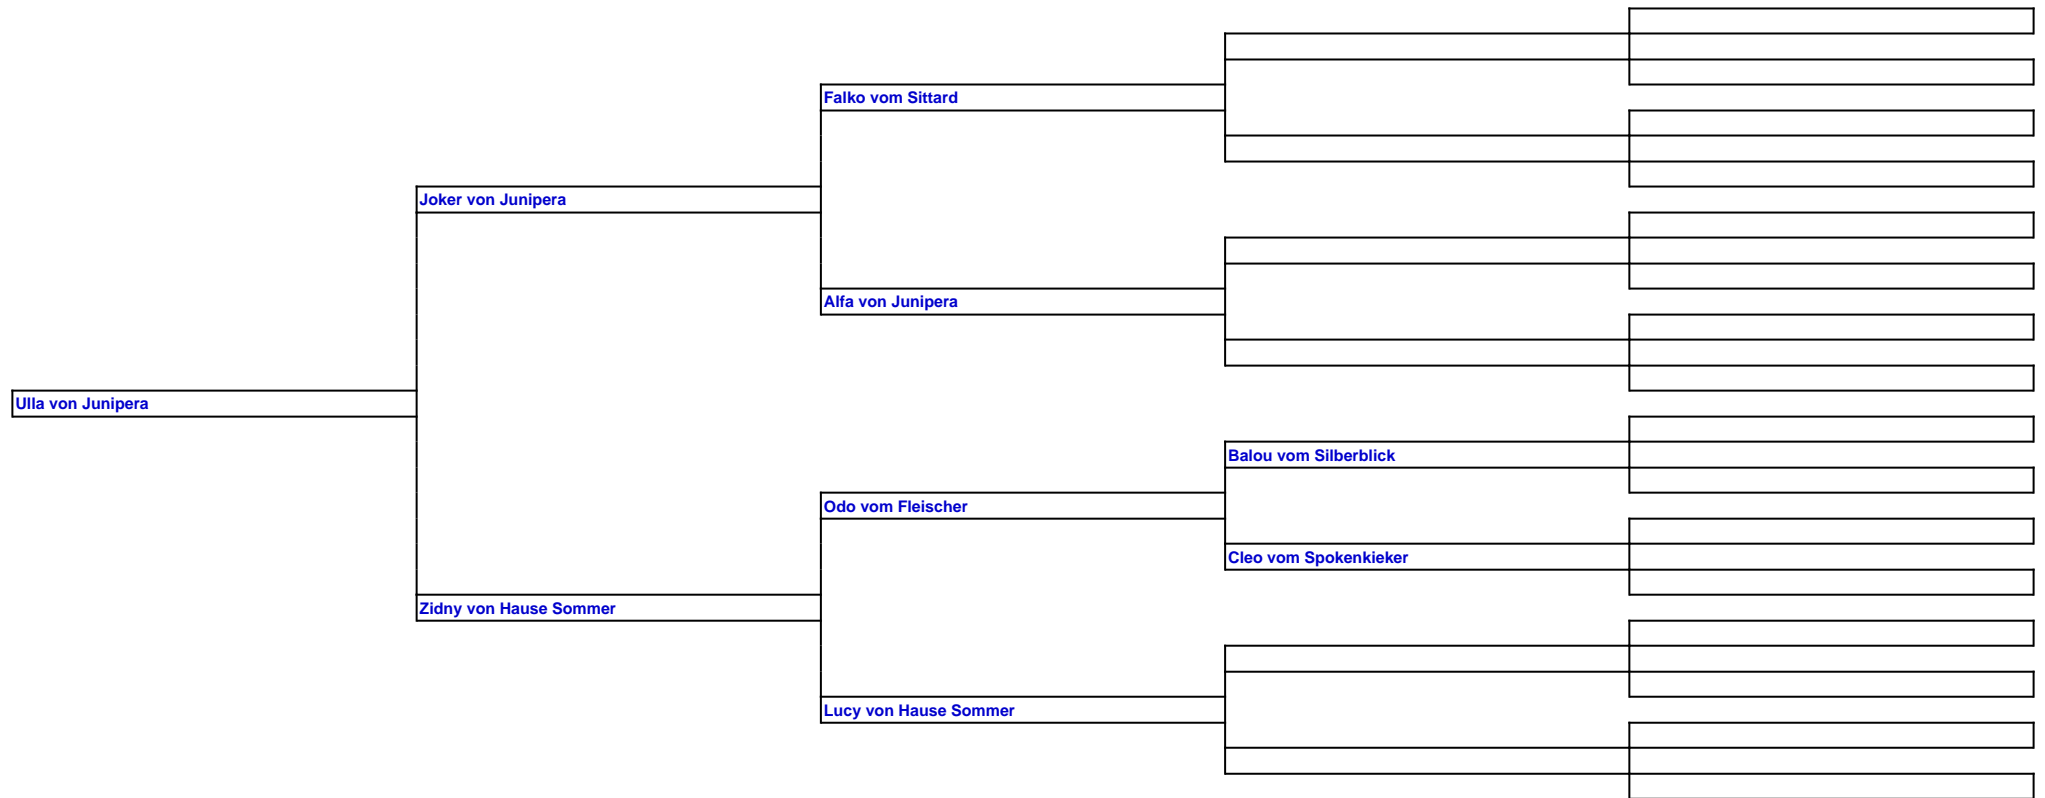 Falko vom Sittard
Joker von Junipera
Alfa von Junipera
Ulla von Junipera
Balou vom Silberblick
Odo vom Fleischer
Cleo vom Spokenkieker
Zidny von Hause Sommer
Lucy von Hause Sommer